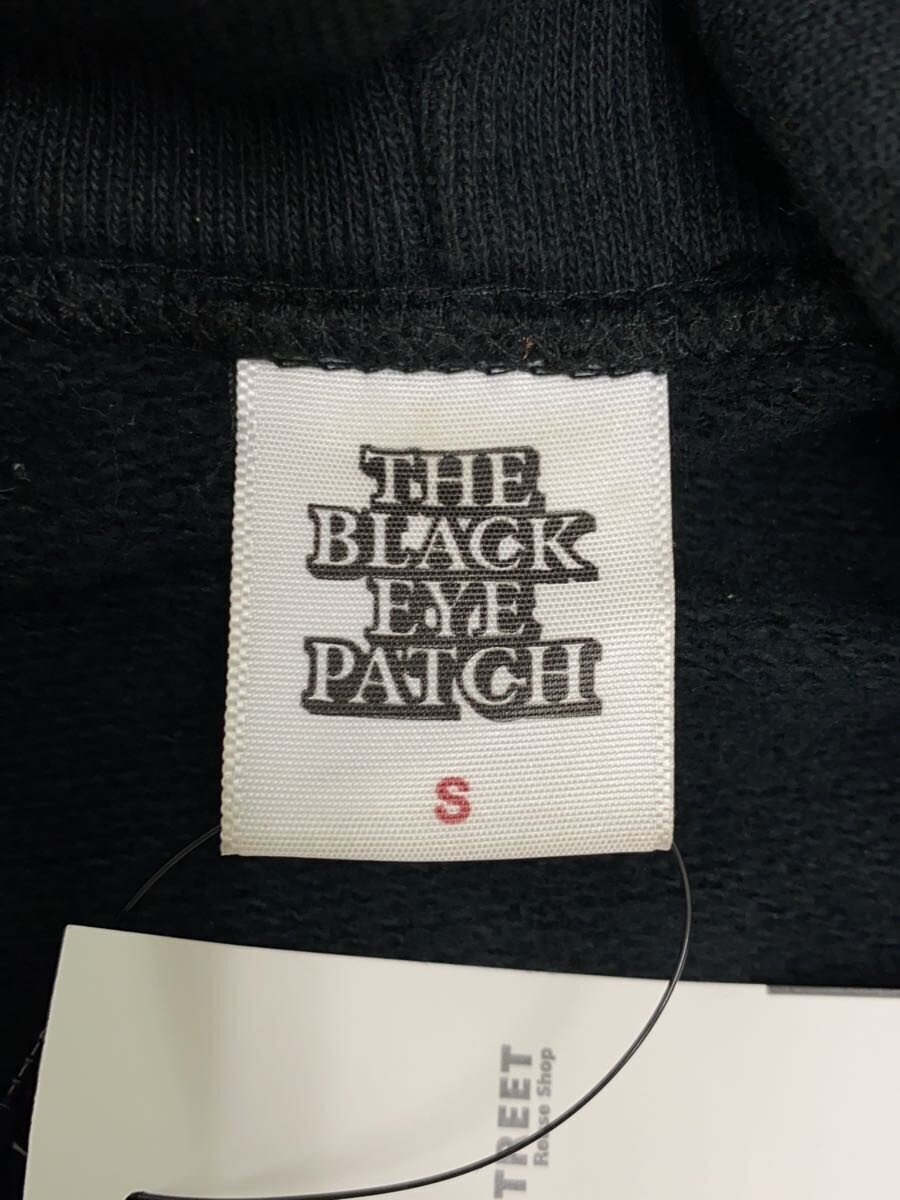 THE
BLACK
EYE
PATCH
S
TREET
Reuse Shop